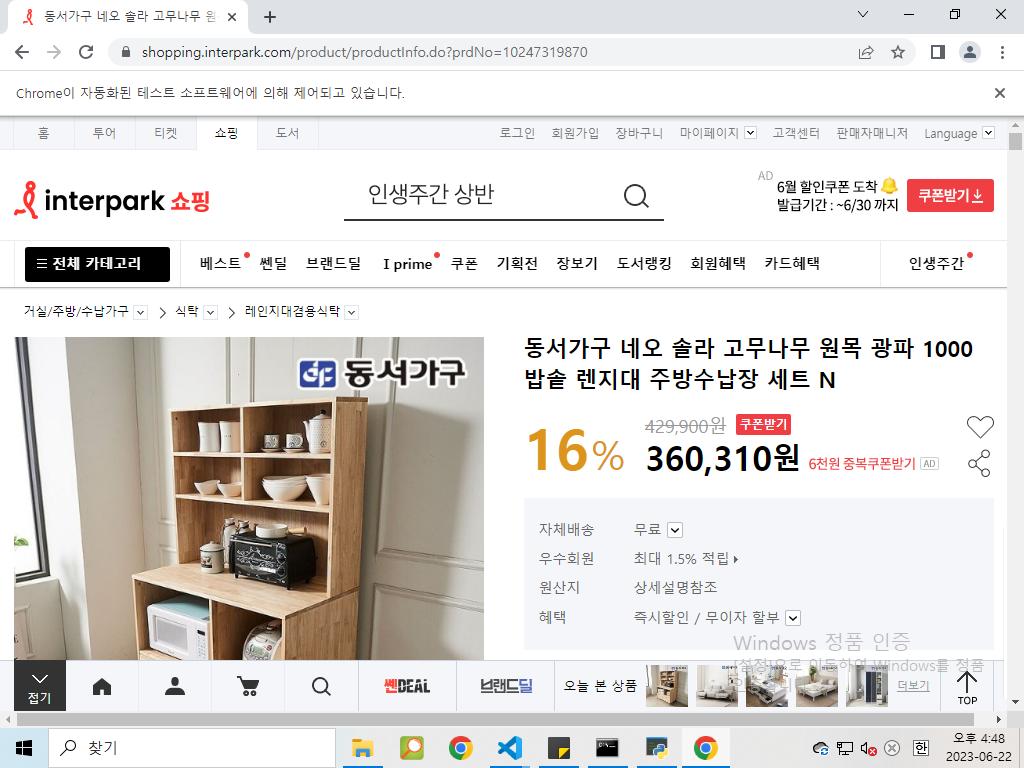 동서가구 네오 솔라 고무나무 원
shopping.interpark.com/product/productInfo.do?prdNo=10247319870
Chrome이 자동화된 테스트 소프트웨어에 의해 제어되고 있습니다.
홈 투어 티켓 쇼핑 도서 로그인 회원가입 장바구니 마이페이지 고객센터 판매자매니저 Language
interpark 쇼핑
인생주간 상반
AD
6월 할인쿠폰 도착
발급기간 : ~6/30 까지
쿠폰받기
전체 카테고리 베스트 쎈딜 브랜드딜 I prime 쿠폰 기획전 장보기 도서랭킹 회원혜택 카드혜택 인생주간
거실/주방/수납가구 식탁 레인지대겸용식탁
동서가구
동서가구 네오 솔라 고무나무 원목 광파 1000
밥솥 렌지대 주방수납장 세트 N
16%
429,900원 쿠폰받기
360,310원 6천원 중복쿠폰받기 AD
자체배송 무료
우수회원 최대 1.5% 적립
원산지 상세설명참조
혜택 즉시할인 / 무이자 할부
Windows 정품 인증
[설정]으로 이동하여 Windows를 정품
접기 쎈DEAL 브랜드딜 오늘 본 상품 더보기 TOP
찾기
한
오후 4:48
2023-06-22